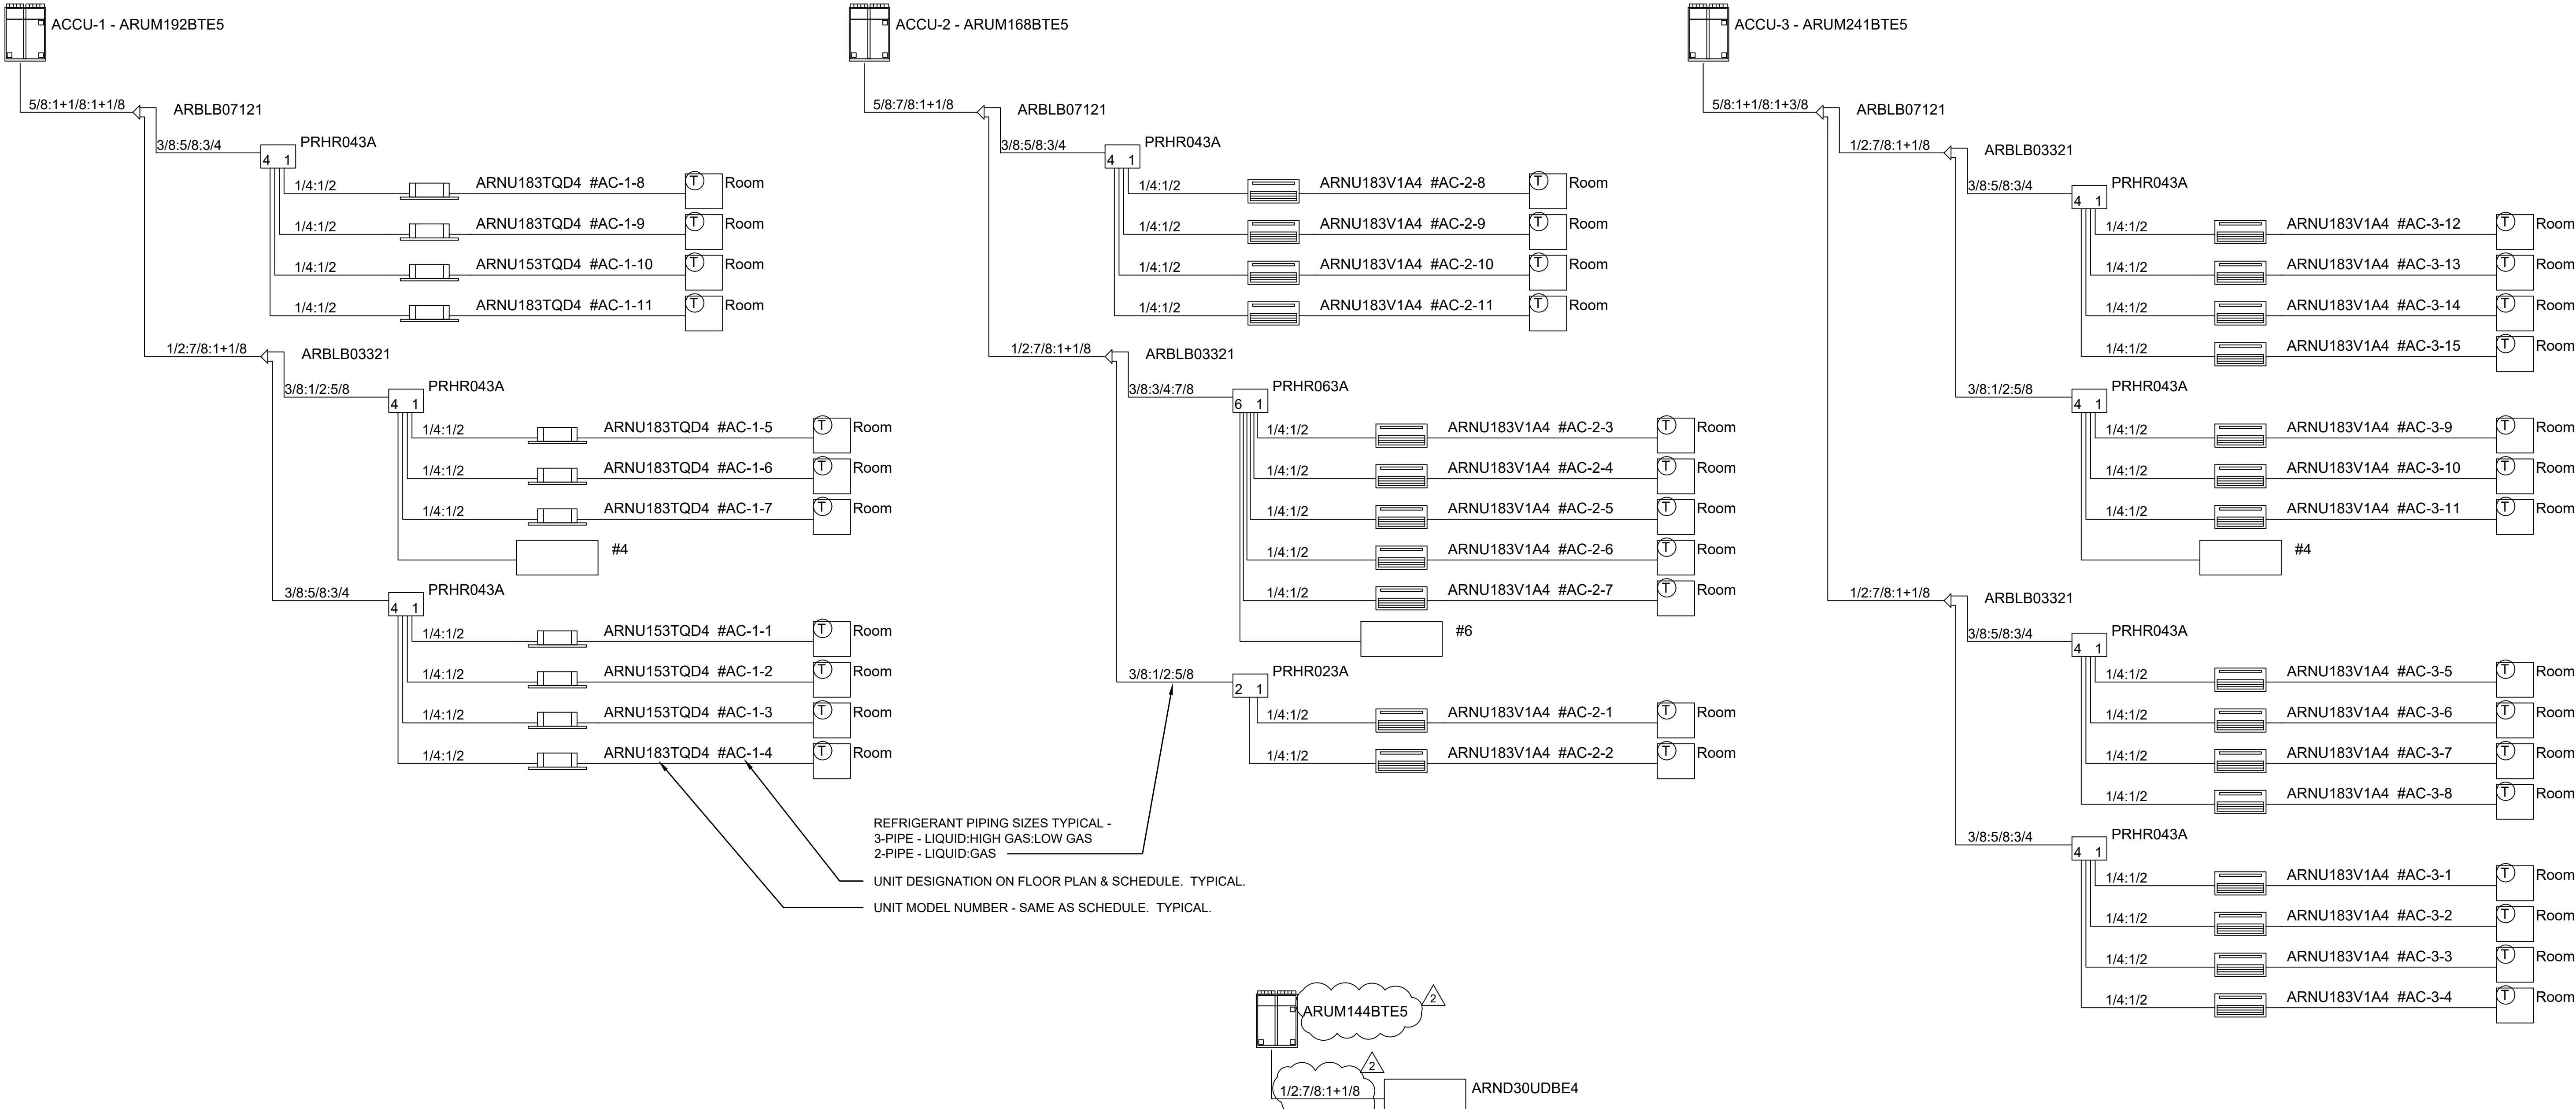 ACCU-1 - ARUM192BTE5
5/8:1+1/8:1+1/8
ARBLB07121
3/8:5/8:3/4
PRHR043A
4 1
1/4:1/2 ARNU183TQD4 #AC-1-8 T Room
1/4:1/2 ARNU183TQD4 #AC-1-9 T Room
1/4:1/2 ARNU153TQD4 #AC-1-10 T Room
1/4:1/2 ARNU183TQD4 #AC-1-11 T Room
1/2:7/8:1+1/8
ARBLB03321
3/8:1/2:5/8
PRHR043A
4 1
1/4:1/2 ARNU183TQD4 #AC-1-5 T Room
1/4:1/2 ARNU183TQD4 #AC-1-6 T Room
1/4:1/2 ARNU183TQD4 #AC-1-7 T Room
#4
3/8:5/8:3/4
PRHR043A
4 1
1/4:1/2 ARNU153TQD4 #AC-1-1 T Room
1/4:1/2 ARNU153TQD4 #AC-1-2 T Room
1/4:1/2 ARNU153TQD4 #AC-1-3 T Room
1/4:1/2 ARNU183TQD4 #AC-1-4 T Room
ACCU-2 - ARUM168BTE5
5/8:7/8:1+1/8
ARBLB07121
3/8:5/8:3/4
PRHR043A
4 1
1/4:1/2 ARNU183V1A4 #AC-2-8 T Room
1/4:1/2 ARNU183V1A4 #AC-2-9 T Room
1/4:1/2 ARNU183V1A4 #AC-2-10 T Room
1/4:1/2 ARNU183V1A4 #AC-2-11 T Room
1/2:7/8:1+1/8
ARBLB03321
3/8:3/4:7/8
PRHR063A
6 1
1/4:1/2 ARNU183V1A4 #AC-2-3 T Room
1/4:1/2 ARNU183V1A4 #AC-2-4 T Room
1/4:1/2 ARNU183V1A4 #AC-2-5 T Room
1/4:1/2 ARNU183V1A4 #AC-2-6 T Room
1/4:1/2 ARNU183V1A4 #AC-2-7 T Room
#6
3/8:1/2:5/8
PRHR023A
2 1
1/4:1/2 ARNU183V1A4 #AC-2-1 T Room
1/4:1/2 ARNU183V1A4 #AC-2-2 T Room
REFRIGERANT PIPING SIZES TYPICAL -
3-PIPE - LIQUID:HIGH GAS:LOW GAS
2-PIPE - LIQUID:GAS
UNIT DESIGNATION ON FLOOR PLAN & SCHEDULE. TYPICAL.
UNIT MODEL NUMBER - SAME AS SCHEDULE. TYPICAL.
ARUM144BTE5
2
2
1/2:7/8:1+1/8
ARND30UDBE4
ACCU-3 - ARUM241BTE5
5/8:1+1/8:1+3/8
ARBLB07121
1/2:7/8:1+1/8
ARBLB03321
3/8:5/8:3/4
PRHR043A
4 1
1/4:1/2 ARNU183V1A4 #AC-3-12 T Room
1/4:1/2 ARNU183V1A4 #AC-3-13 T Room
1/4:1/2 ARNU183V1A4 #AC-3-14 T Room
1/4:1/2 ARNU183V1A4 #AC-3-15 T Room
3/8:1/2:5/8
PRHR043A
4 1
1/4:1/2 ARNU183V1A4 #AC-3-9 T Room
1/4:1/2 ARNU183V1A4 #AC-3-10 T Room
1/4:1/2 ARNU183V1A4 #AC-3-11 T Room
#4
1/2:7/8:1+1/8
ARBLB03321
3/8:5/8:3/4
PRHR043A
4 1
1/4:1/2 ARNU183V1A4 #AC-3-5 T Room
1/4:1/2 ARNU183V1A4 #AC-3-6 T Room
1/4:1/2 ARNU183V1A4 #AC-3-7 T Room
1/4:1/2 ARNU183V1A4 #AC-3-8 T Room
3/8:5/8:3/4
PRHR043A
4 1
1/4:1/2 ARNU183V1A4 #AC-3-1 T Room
1/4:1/2 ARNU183V1A4 #AC-3-2 T Room
1/4:1/2 ARNU183V1A4 #AC-3-3 T Room
1/4:1/2 ARNU183V1A4 #AC-3-4 T Room